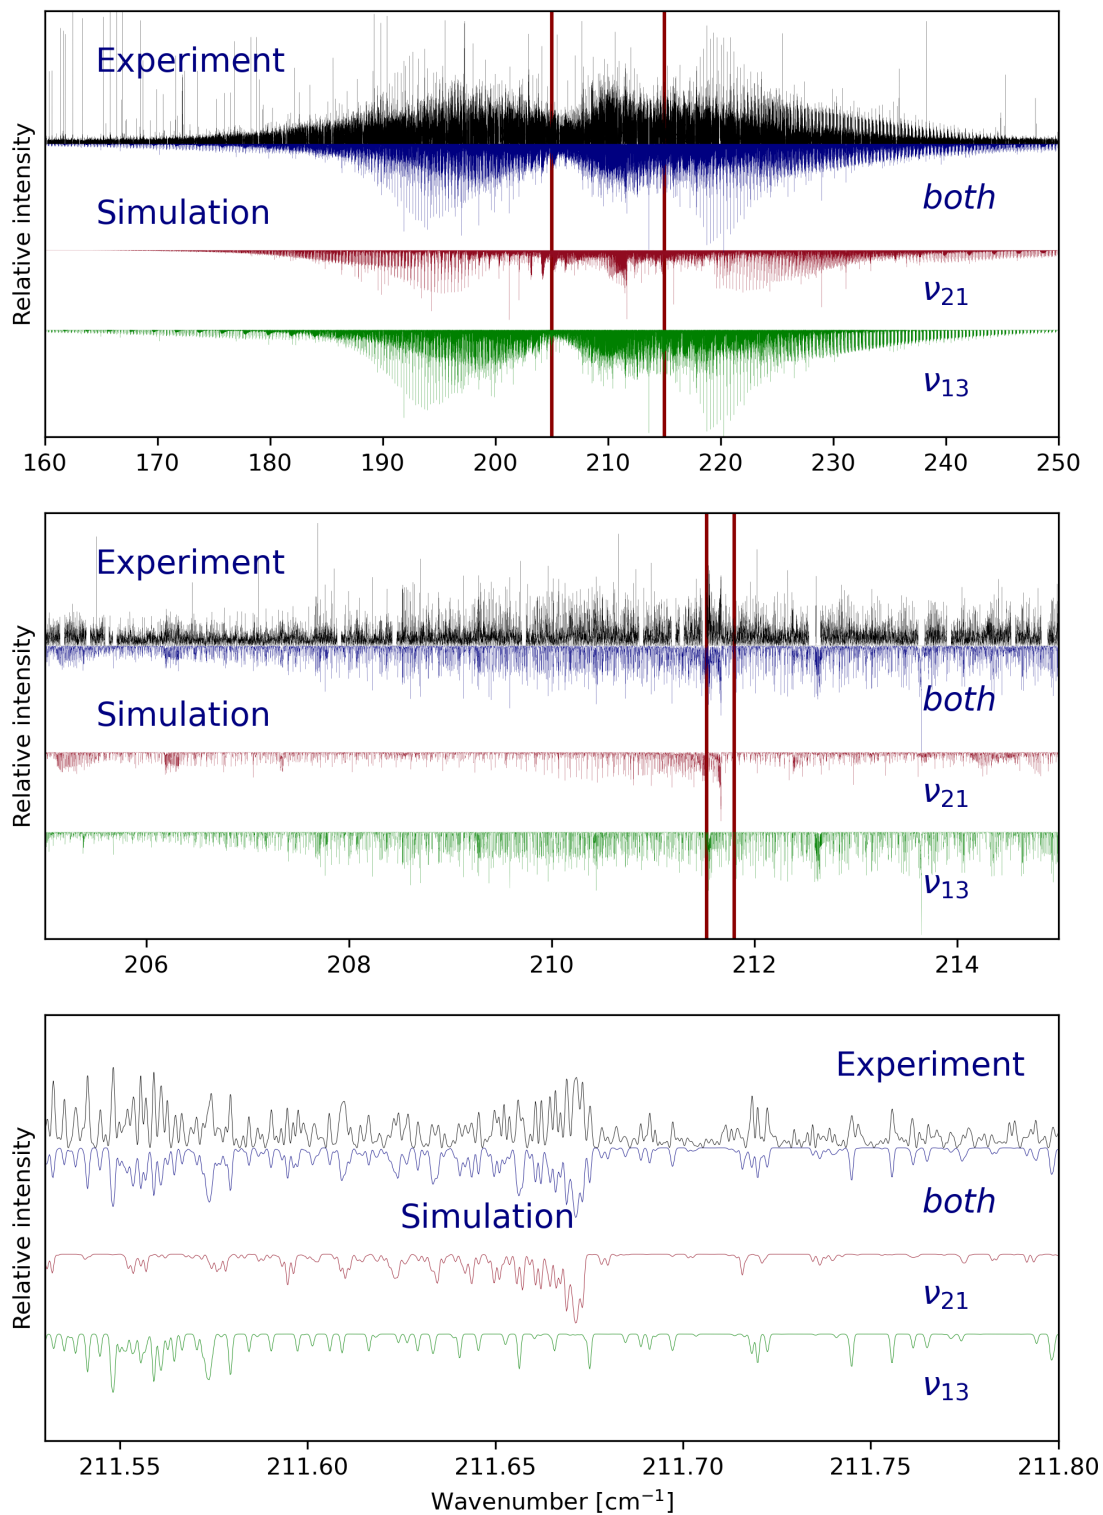 Relative intensity
Experiment
Simulation
both
ν21
ν13
160 170 180 190 200 210 220 230 240 250
Relative intensity
Experiment
Simulation
both
ν21
ν13
206 208 210 212 214
Relative intensity
Experiment
both
Simulation
ν21
ν13
211.55 211.60 211.65 211.70 211.75 211.80
Wavenumber [cm⁻¹]